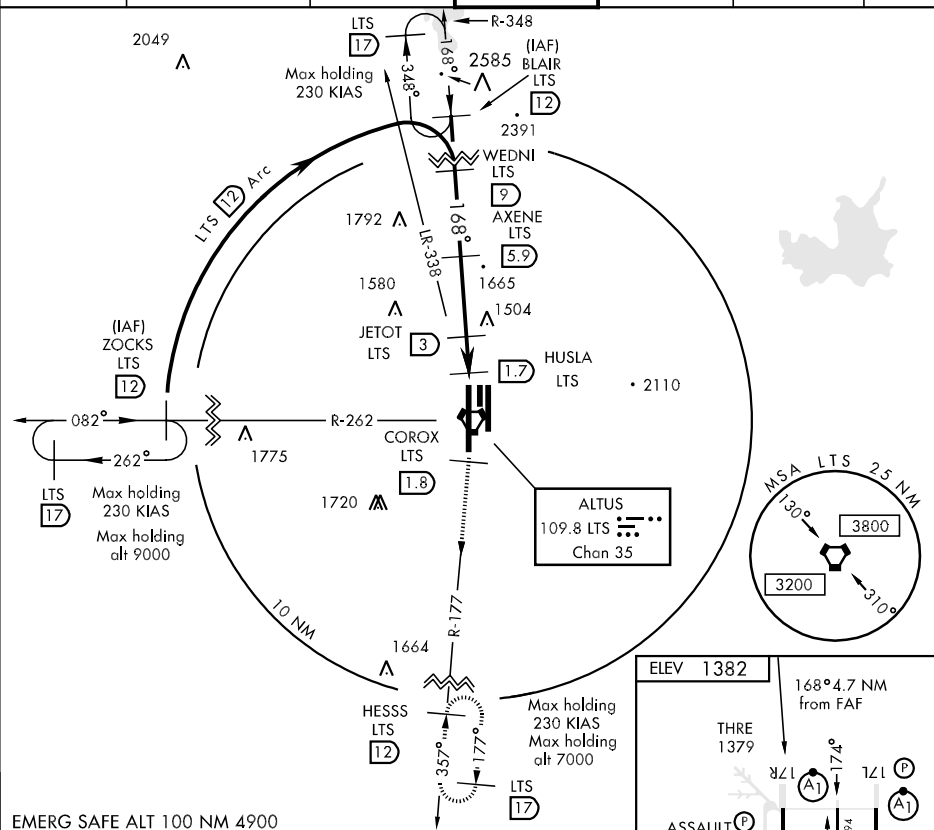 LTS
17
R-348
2049
168°
348°
2585
(IAF)
BLAIR
LTS
12
Max holding
230 KIAS
2391
WEDNI
LTS
9
LTS 12 Arc
168°
AXENE
LTS
5.9
1792
LR-338
1665
1580
1504
(IAF)
ZOCKS
LTS
12
JETOT
LTS
3
1.7
HUSLA
LTS
2110
082°
R-262
262°
COROX
LTS
1.8
1775
LTS
17
Max holding
230 KIAS
Max holding
alt 9000
1720
ALTUS
109.8 LTS
Chan 35
MSA LTS 25 NM
130°
3800
3200
310°
10 NM
R-177
1664
ELEV 1382
168° 4.7 NM
from FAF
HESSS
LTS
12
357°
177°
Max holding
230 KIAS
Max holding
alt 7000
LTS
17
THRE
1379
174°
17R
17L
P
A1
A1
ASSAULT P
94
EMERG SAFE ALT 100 NM 4900